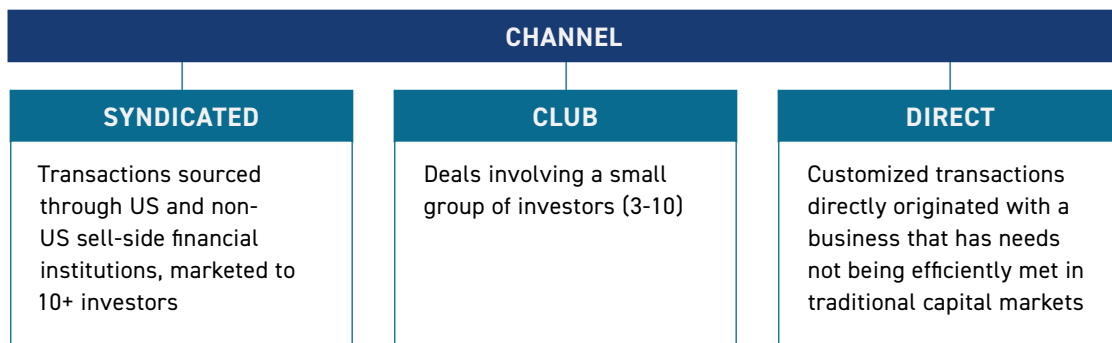 CHANNEL
SYNDICATED
Transactions sourced
through US and non-
US sell-side financial
institutions, marketed to
10+ investors
CLUB
Deals involving a small
group of investors (3-10)
DIRECT
Customized transactions
directly originated with a
business that has needs
not being efficiently met in
traditional capital markets